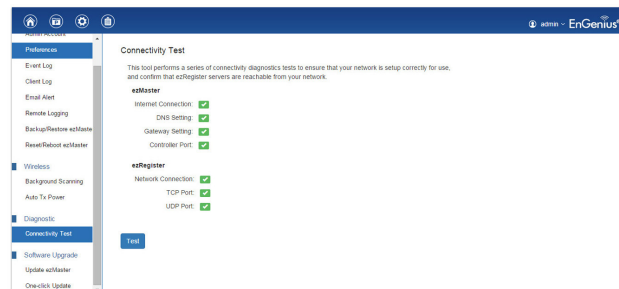 admin
EnGenius®
Admin Account
Preferences
Event Log
Client Log
Email Alert
Remote Logging
Backup/Restore ezMaste
Reset/Reboot ezMaster
Wireless
Background Scanning
Auto Tx Power
Diagnostic
Connectivity Test
Software Upgrade
Update ezMaster
One-click Update
Connectivity Test
This tool performs a series of connectivity diagnostics tests to ensure that your network is setup correctly for use,
and confirm that ezRegister servers are reachable from your network.
ezMaster
Internet Connection:
DNS Setting:
Gateway Setting:
Controller Port:
ezRegister
Network Connection:
TCP Port:
UDP Port:
Test